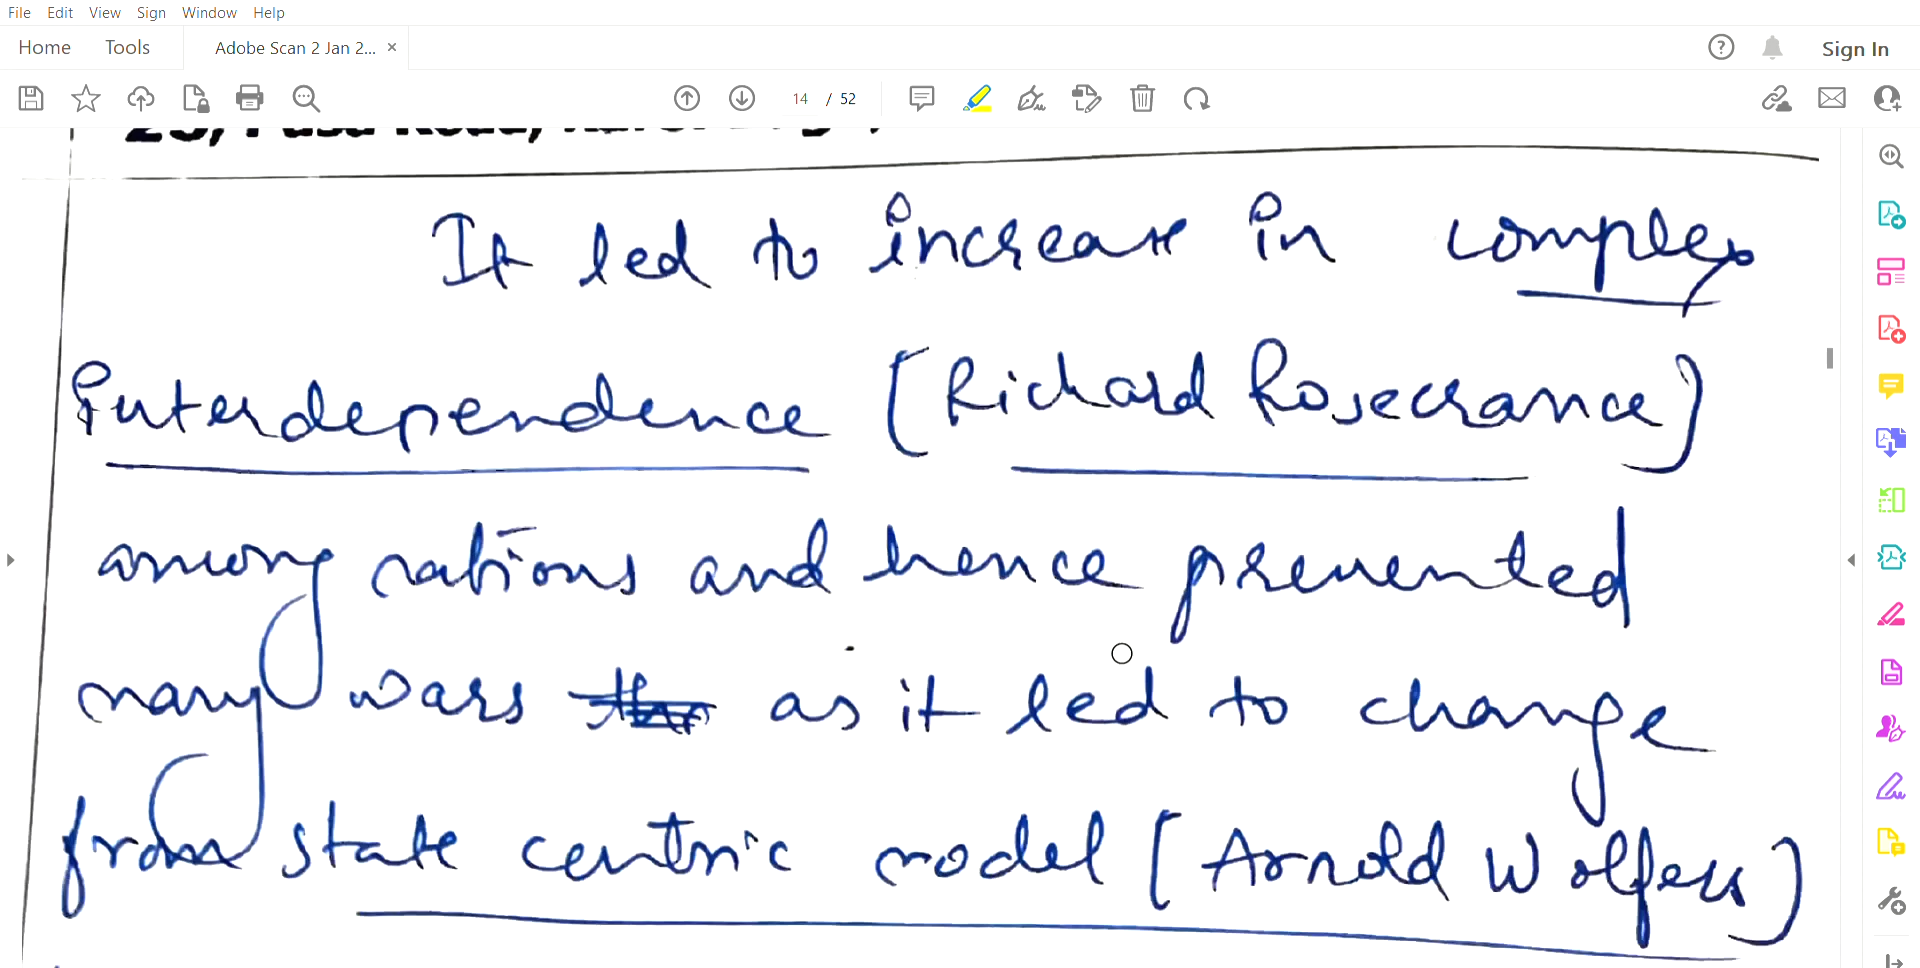 File Edit View Sign Window Help
Home Tools Adobe Scan 2 Jan 2... × Sign In
14 / 52
It led to increase in complex
interdependence [Richard Rosecrance]
among nations and hence prevented
many wars as it led to change
from state centric model [Arnold Wolfers]